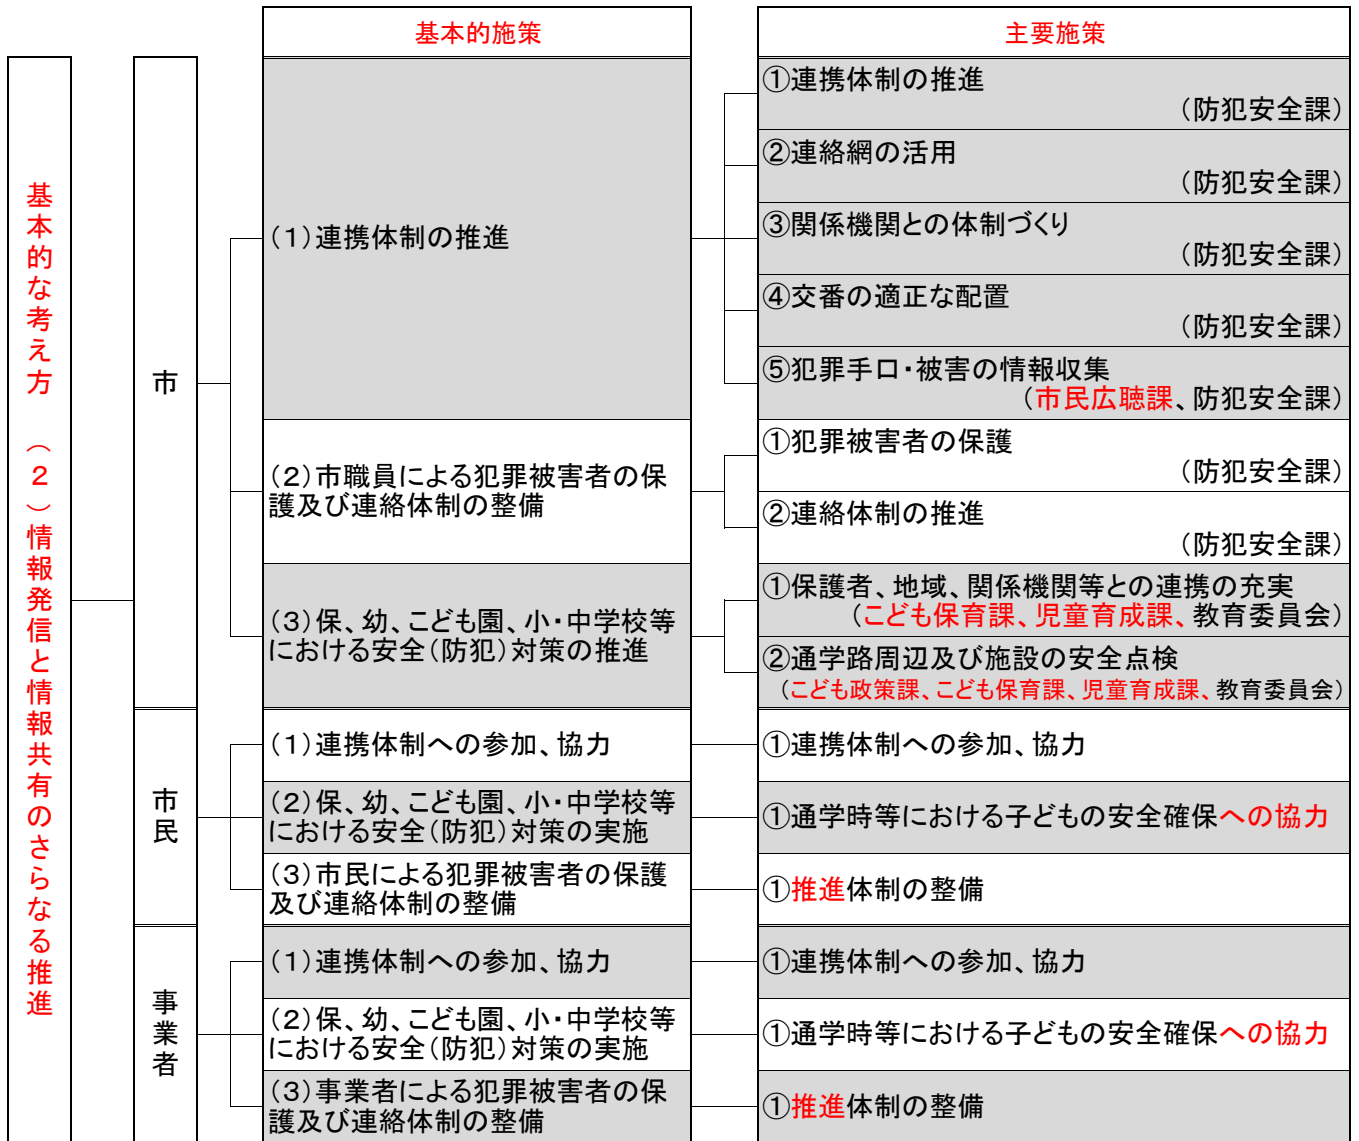 基本的施策
主要施策
基本的な考え方 （２）情報発信と情報共有のさらなる推進
市
（１）連携体制の推進
①連携体制の推進
（防犯安全課）
②連絡網の活用
（防犯安全課）
③関係機関との体制づくり
（防犯安全課）
④交番の適正な配置
（防犯安全課）
⑤犯罪手口・被害の情報収集
（市民広聴課、防犯安全課）
（２）市職員による犯罪被害者の保
護及び連絡体制の整備
①犯罪被害者の保護
（防犯安全課）
②連絡体制の推進
（防犯安全課）
（３）保、幼、こども園、小・中学校等
における安全（防犯）対策の推進
①保護者、地域、関係機関等との連携の充実
（こども保育課、児童育成課、教育委員会）
②通学路周辺及び施設の安全点検
（こども政策課、こども保育課、児童育成課、教育委員会）
市民
（１）連携体制への参加、協力
①連携体制への参加、協力
（２）保、幼、こども園、小・中学校等
における安全（防犯）対策の実施
①通学時等における子どもの安全確保への協力
（３）市民による犯罪被害者の保護
及び連絡体制の整備
①推進体制の整備
事業者
（１）連携体制への参加、協力
①連携体制への参加、協力
（２）保、幼、こども園、小・中学校等
における安全（防犯）対策の実施
①通学時等における子どもの安全確保への協力
（３）事業者による犯罪被害者の保
護及び連絡体制の整備
①推進体制の整備